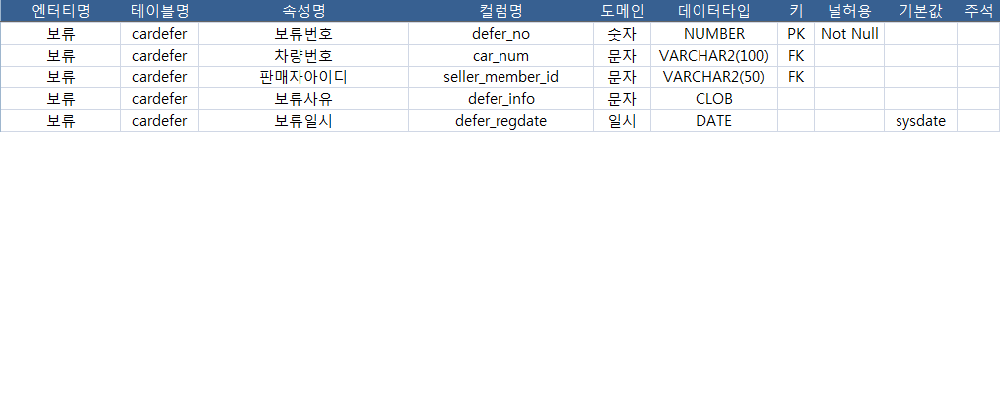 엔터티명 테이블명 속성명 컬럼명 도메인 데이터타입 키 널허용 기본값 주석
보류 cardefer 보류번호 defer_no 숫자 NUMBER PK Not Null
보류 cardefer 차량번호 car_num 문자 VARCHAR2(100) FK
보류 cardefer 판매자아이디 seller_member_id 문자 VARCHAR2(50) FK
보류 cardefer 보류사유 defer_info 문자 CLOB
보류 cardefer 보류일시 defer_regdate 일시 DATE sysdate